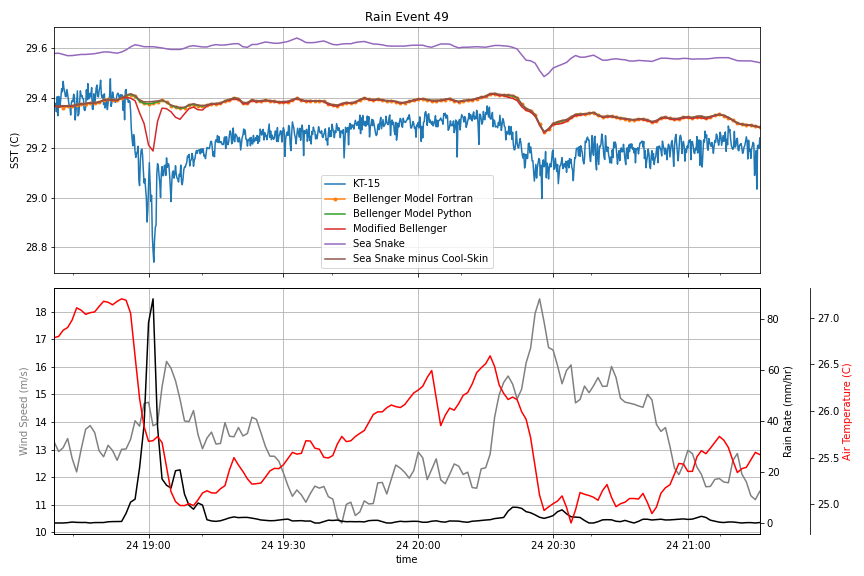 Rain Event 49
29.6
29.4
29.2
29.0
28.8
SST (C)
KT-15
Bellenger Model Fortran
Bellenger Model Python
Modified Bellenger
Sea Snake
Sea Snake minus Cool-Skin
18
17
16
15
14
13
12
11
10
Wind Speed (m/s)
80
60
40
20
0
Rain Rate (mm/hr)
27.0
26.5
26.0
25.5
25.0
Air Temperature (C)
24 19:00
24 19:30
24 20:00
24 20:30
24 21:00
time